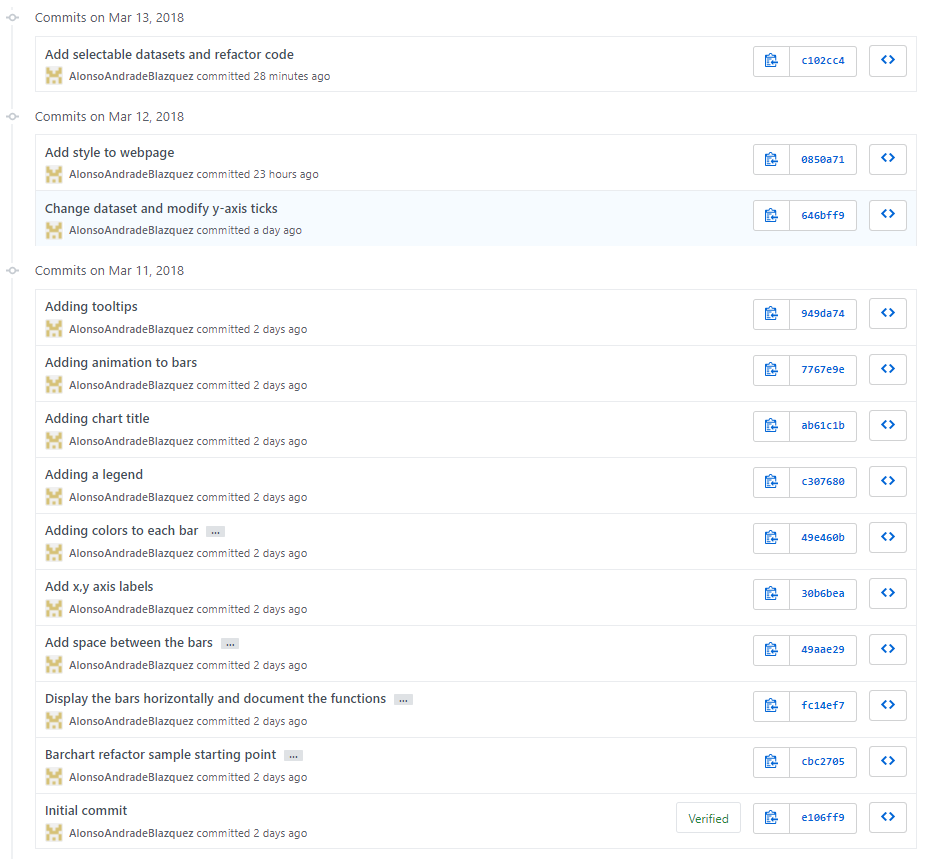 Commits on Mar 13, 2018
Add selectable datasets and refactor code
AlonsoAndradeBlazquez committed 28 minutes ago
c102cc4
Commits on Mar 12, 2018
Add style to webpage
AlonsoAndradeBlazquez committed 23 hours ago
0850a71
Change dataset and modify y-axis ticks
AlonsoAndradeBlazquez committed a day ago
646bff9
Commits on Mar 11, 2018
Adding tooltips
AlonsoAndradeBlazquez committed 2 days ago
949da74
Adding animation to bars
AlonsoAndradeBlazquez committed 2 days ago
7767e9e
Adding chart title
AlonsoAndradeBlazquez committed 2 days ago
ab61c1b
Adding a legend
AlonsoAndradeBlazquez committed 2 days ago
c307680
Adding colors to each bar ...
AlonsoAndradeBlazquez committed 2 days ago
49e460b
Add x,y axis labels
AlonsoAndradeBlazquez committed 2 days ago
30b6bea
Add space between the bars ...
AlonsoAndradeBlazquez committed 2 days ago
49aae29
Display the bars horizontally and document the functions ...
AlonsoAndradeBlazquez committed 2 days ago
fc14ef7
Barchart refactor sample starting point ...
AlonsoAndradeBlazquez committed 2 days ago
cbc2705
Initial commit
AlonsoAndradeBlazquez committed 2 days ago
Verified
e106ff9